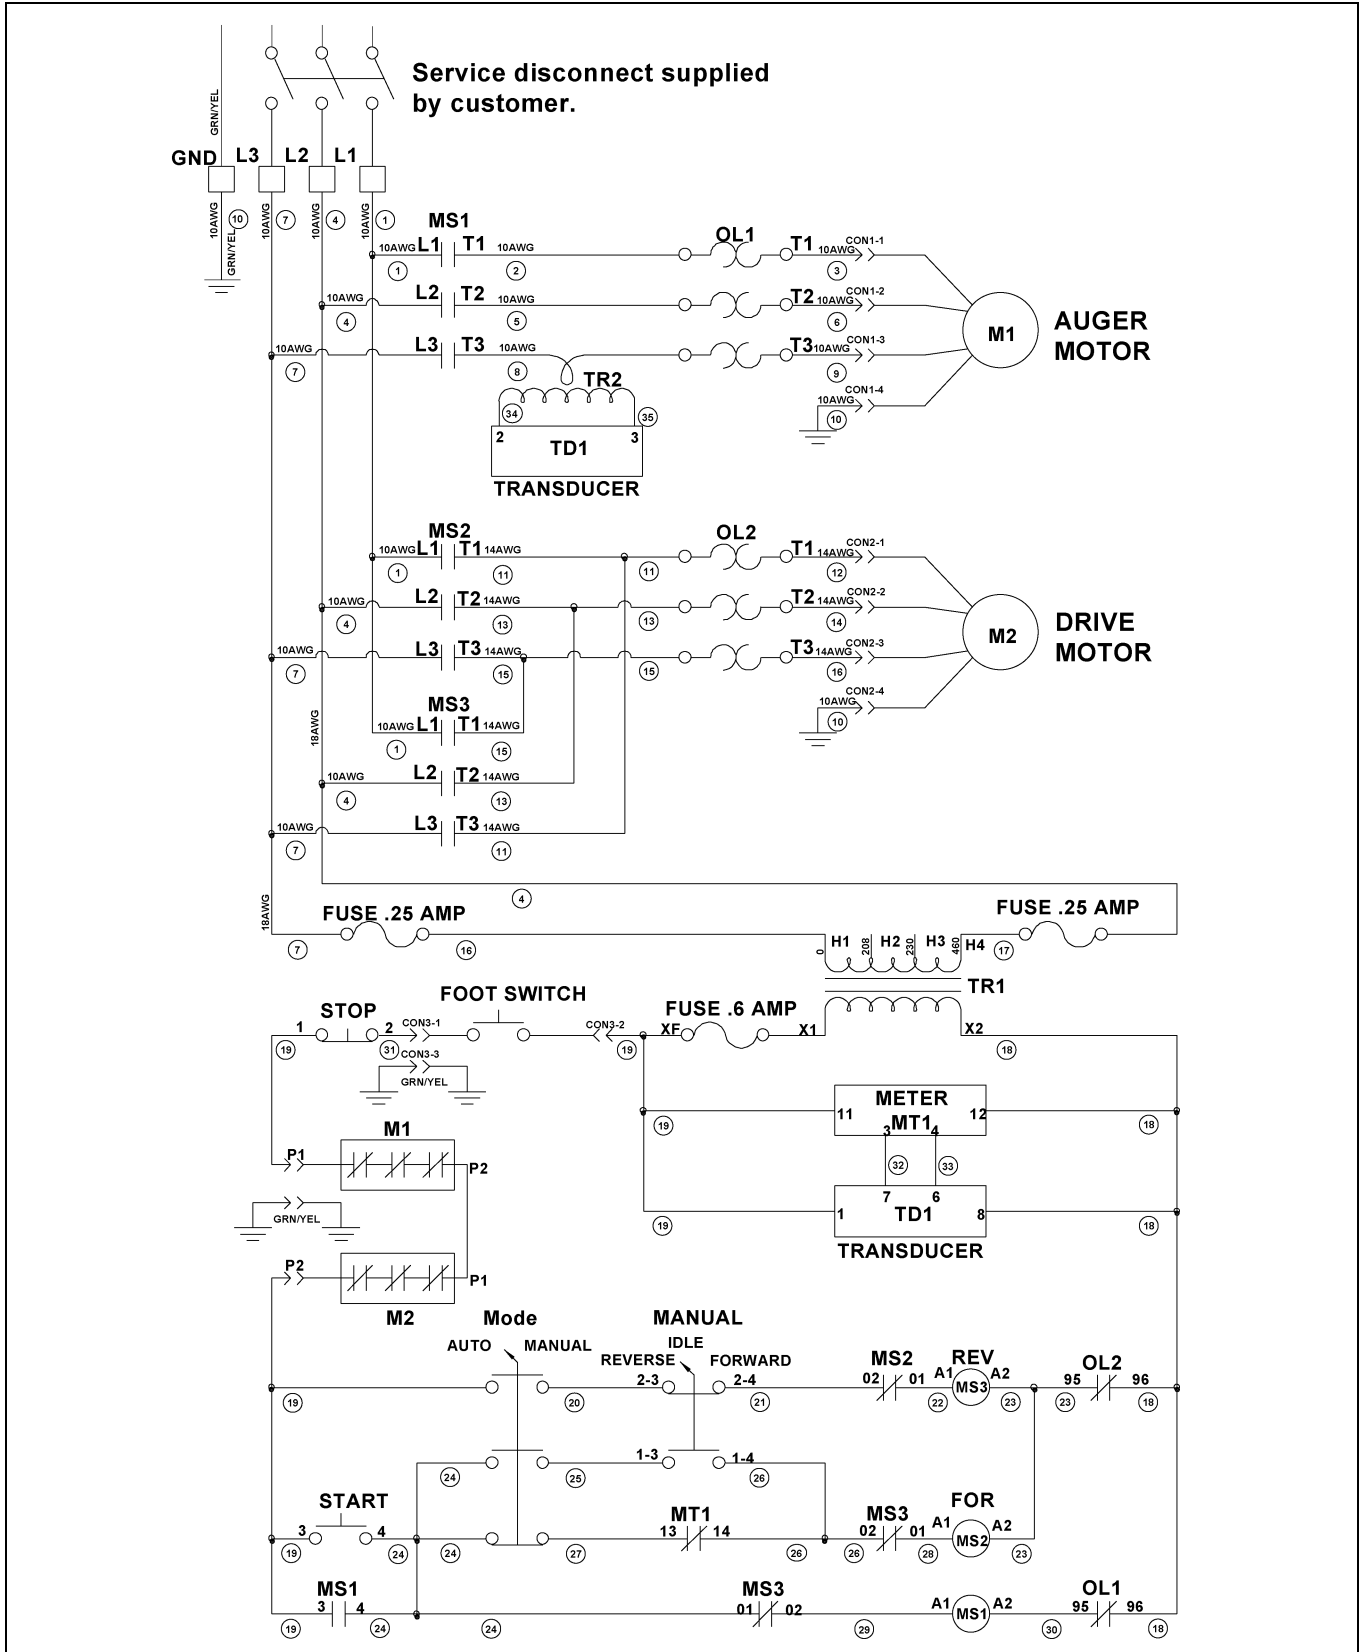 Service disconnect supplied
by customer.
GRN/YEL
GND L3 L2 L1
10AWG 10 10AWG 7 10AWG 4 10AWG 1
GRN/YEL
MS1 OL1
10AWG L1 T1 10AWG T1 10AWG CON1-1
1 2 3
10AWG L2 T2 10AWG T2 10AWG CON1-2
4 5 6
10AWG L3 T3 10AWG T3 10AWG CON1-3
7 8 9
M1
AUGER
MOTOR
TR2
10AWG CON1-4
34 35 10
2 TD1 3
TRANSDUCER
MS2 OL2
10AWG L1 T1 14AWG T1 14AWG CON2-1
1 11 11 12
10AWG L2 T2 14AWG T2 14AWG CON2-2
4 13 13 14
10AWG L3 T3 14AWG T3 14AWG CON2-3
7 15 15 16
M2
DRIVE
MOTOR
10AWG CON2-4
10
MS3
18AWG
10AWG L1 T1 14AWG
1 15
10AWG L2 T2 14AWG
4 13
10AWG L3 T3 14AWG
7 11
4
18AWG
FUSE .25 AMP FUSE .25 AMP
7 16 0 H1 208 H2 230 H3 460 H4 17
TR1
STOP FOOT SWITCH FUSE .6 AMP
1 2 CON3-1 CON3-2 XF X1 X2
19 31 19 18
CON3-3
GRN/YEL
METER
11 MT1 12
19 3 4 18
M1
P1 P2
32 33
7 6
1 TD1 8
19 18
TRANSDUCER
GRN/YEL
P2 P1
M2
Mode MANUAL
AUTO MANUAL IDLE
REVERSE FORWARD
MS2 REV OL2
2-3 2-4 02 01 A1 MS3 A2 95 96
19 20 21 22 23 23 18
1-3 1-4
24 25 26
START MT1 MS3 FOR
3 4 13 14 02 01 A1 MS2 A2
19 24 24 27 26 26 28 23
MS1 MS3 OL1
3 4 01 02 A1 MS1 A2 95 96
19 24 24 29 30 18